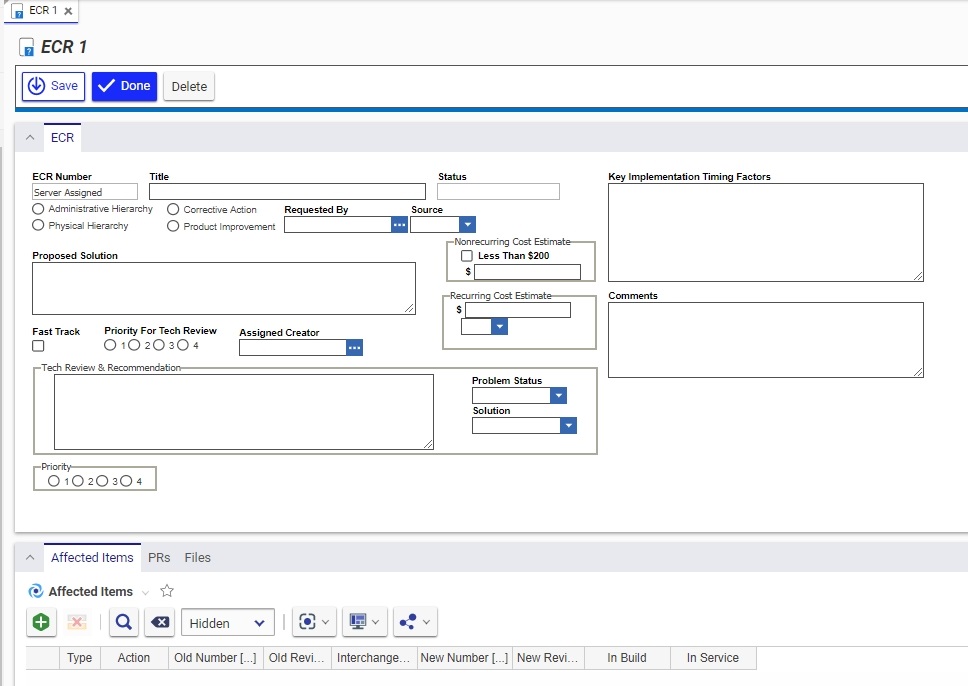 ECR 1
ECR 1
Save Done Delete
ECR
ECR Number Title Status Key Implementation Timing Factors
Server Assigned
Administrative Hierarchy Corrective Action Requested By Source
Physical Hierarchy Product Improvement
Nonrecurring Cost Estimate
Less Than $200
$
Proposed Solution
Recurring Cost Estimate
$
Comments
Fast Track Priority For Tech Review Assigned Creator
1 2 3 4
Tech Review & Recommendation
Problem Status
Solution
Priority
1 2 3 4
Affected Items PRs Files
Affected Items
Hidden
Type Action Old Number [...] Old Revi... Interchange... New Number [...] New Revi... In Build In Service